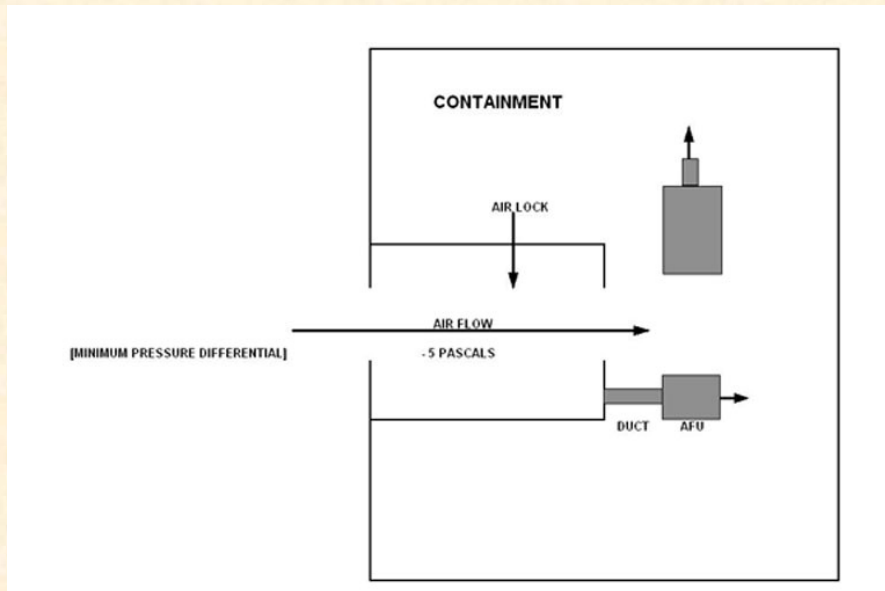 CONTAINMENT
AIR LOCK
AIR FLOW
[MINIMUM PRESSURE DIFFERENTIAL]
- 5 PASCALS
DUCT
AFU